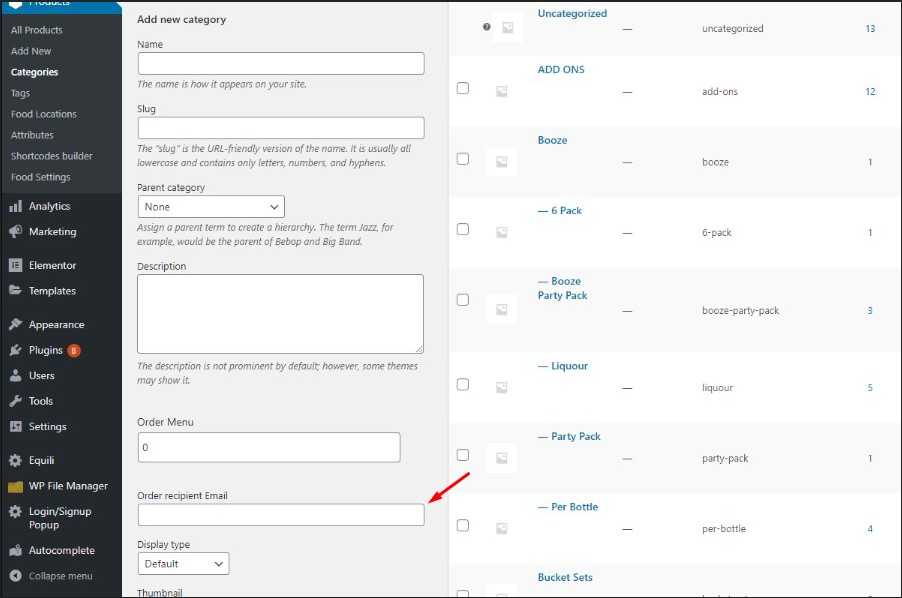 Products
All Products
Add New
Categories
Tags
Food Locations
Attributes
Shortcodes builder
Food Settings
Analytics
Marketing
Elementor
Templates
Appearance
Plugins 8
Users
Tools
Settings
Equili
WP File Manager
Login/Signup
Popup
Autocomplete
Collapse menu
Add new category
Name
The name is how it appears on your site.
Slug
The "slug" is the URL-friendly version of the name. It is usually all
lowercase and contains only letters, numbers, and hyphens.
Parent category
None
Assign a parent term to create a hierarchy. The term Jazz, for
example, would be the parent of Bebop and Big Band.
Description
The description is not prominent by default; however, some themes
may show it.
Order Menu
0
Order recipient Email
Display type
Default
Thumbnail
Uncategorized — uncategorized 13
ADD ONS — add-ons 12
Booze — booze 1
— 6 Pack — 6-pack 1
— Booze
Party Pack — booze-party-pack 3
— Liquour — liquour 5
— Party Pack — party-pack 1
— Per Bottle — per-bottle 4
Bucket Sets